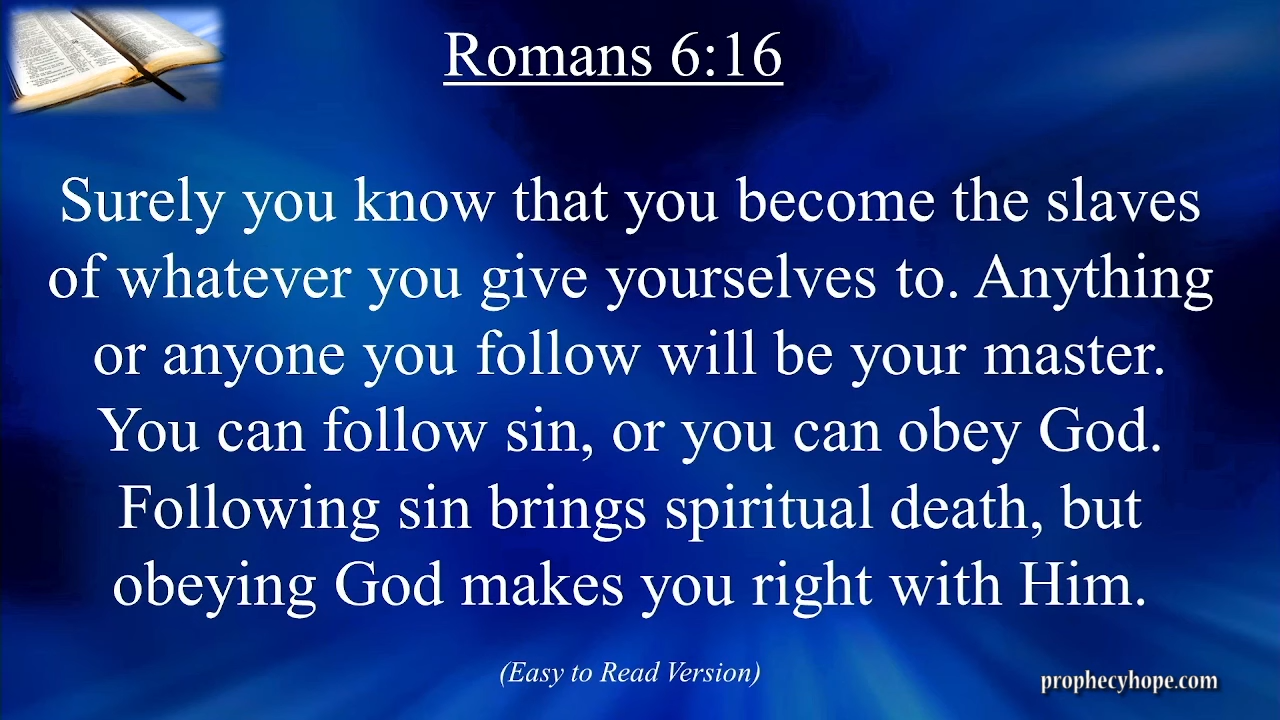 Romans 6:16
Surely you know that you become the slaves
of whatever you give yourselves to. Anything
or anyone you follow will be your master.
You can follow sin, or you can obey God.
Following sin brings spiritual death, but
obeying God makes you right with Him.
(Easy to Read Version)
prophecyhope.com